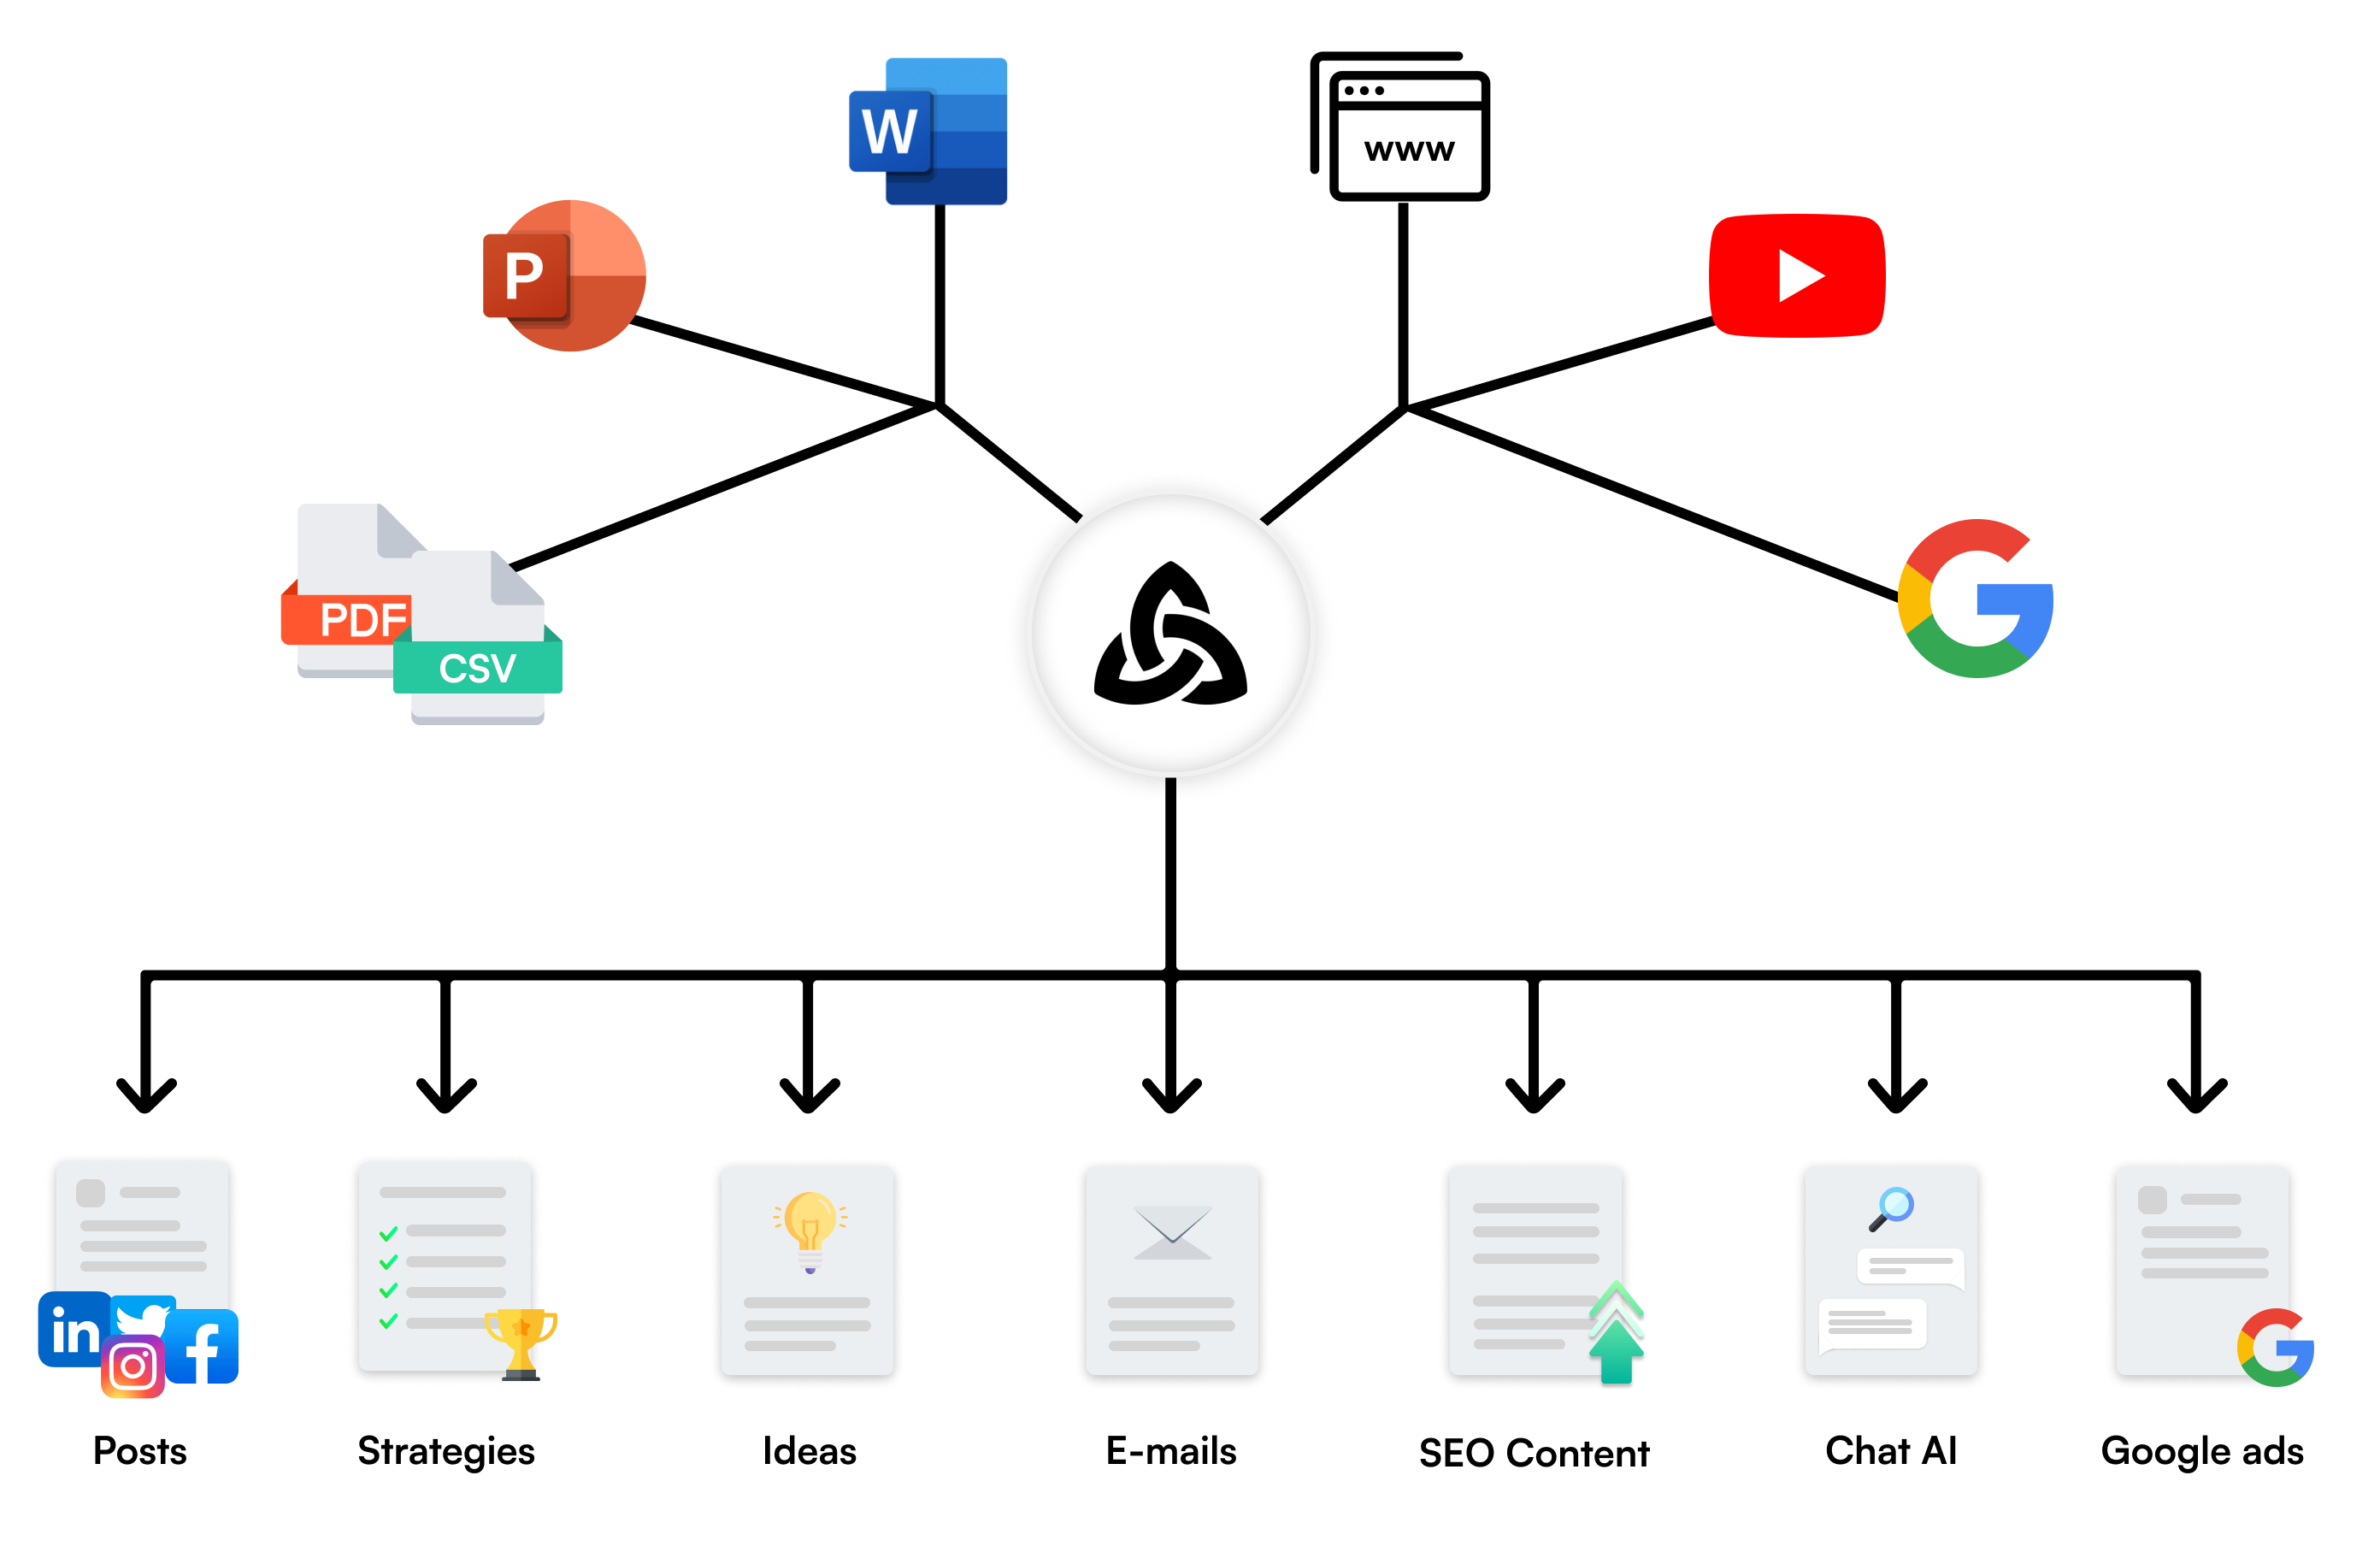 W
www
P
PDF
CSV
in
Posts
Strategies
Ideas
E-mails
SEO Content
Chat AI
Google ads